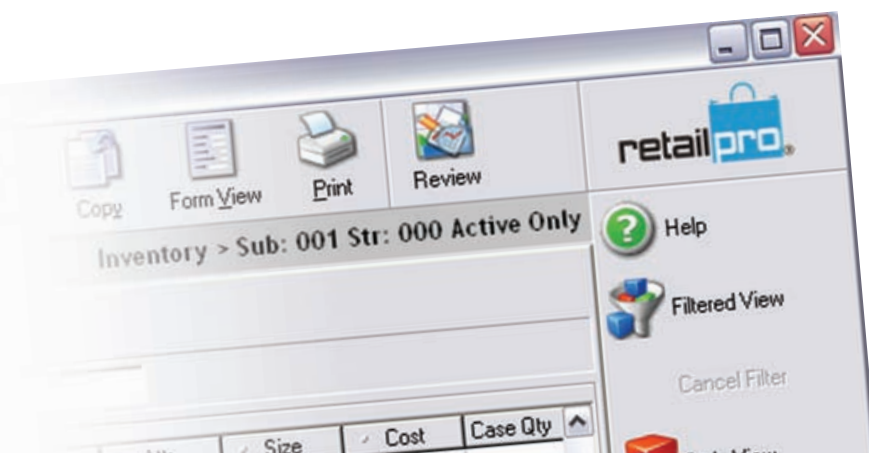 retailpro®
Copy
Form View
Print
Review
Inventory > Sub: 001 Str: 000 Active Only
Help
Filtered View
Cancel Filter
Size
Cost
Case Qty
View